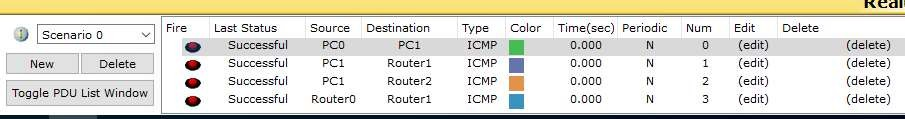 Scenario 0
New
Delete
Toggle PDU List Window
Fire Last Status Source Destination Type Color Time(sec) Periodic Num Edit Delete
Successful PC0 PC1 ICMP 0.000 N 0 (edit) (delete)
Successful PC1 Router1 ICMP 0.000 N 1 (edit) (delete)
Successful PC1 Router2 ICMP 0.000 N 2 (edit) (delete)
Successful Router0 Router1 ICMP 0.000 N 3 (edit) (delete)